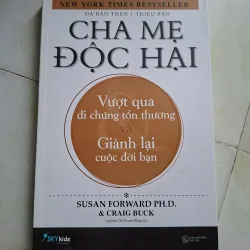 NEW YORK TIMES BESTSELLER
ĐÃ BÁN TRÊN 1 TRIỆU BẢN
CHA MẸ
ĐỘC HẠI
Vượt qua
di chứng tổn thương
và
Giành lại
cuộc đời bạn
SUSAN FORWARD PH.D.
& CRAIG BUCK
SKYkids